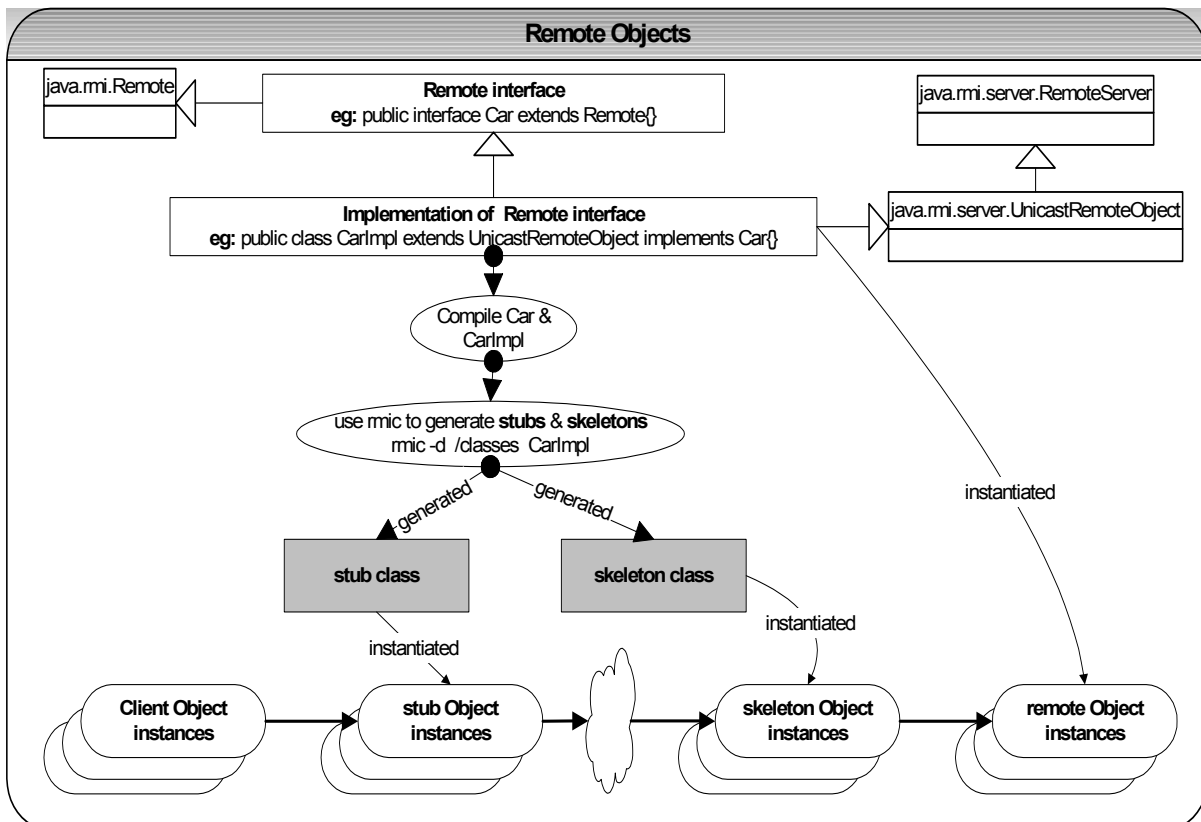 Remote Objects
java.rmi.Remote
Remote interface
eg: public interface Car extends Remote{}
java.rmi.server.RemoteServer
Implementation of Remote interface
eg: public class CarImpl extends UnicastRemoteObject implements Car{}
java.rmi.server.UnicastRemoteObject
Compile Car &
CarImpl
use rmic to generate stubs & skeletons
rmic -d /classes CarImpl
instantiated
generated
generated
stub class
skeleton class
instantiated
instantiated
Client Object
instances
stub Object
instances
skeleton Object
instances
remote Object
instances